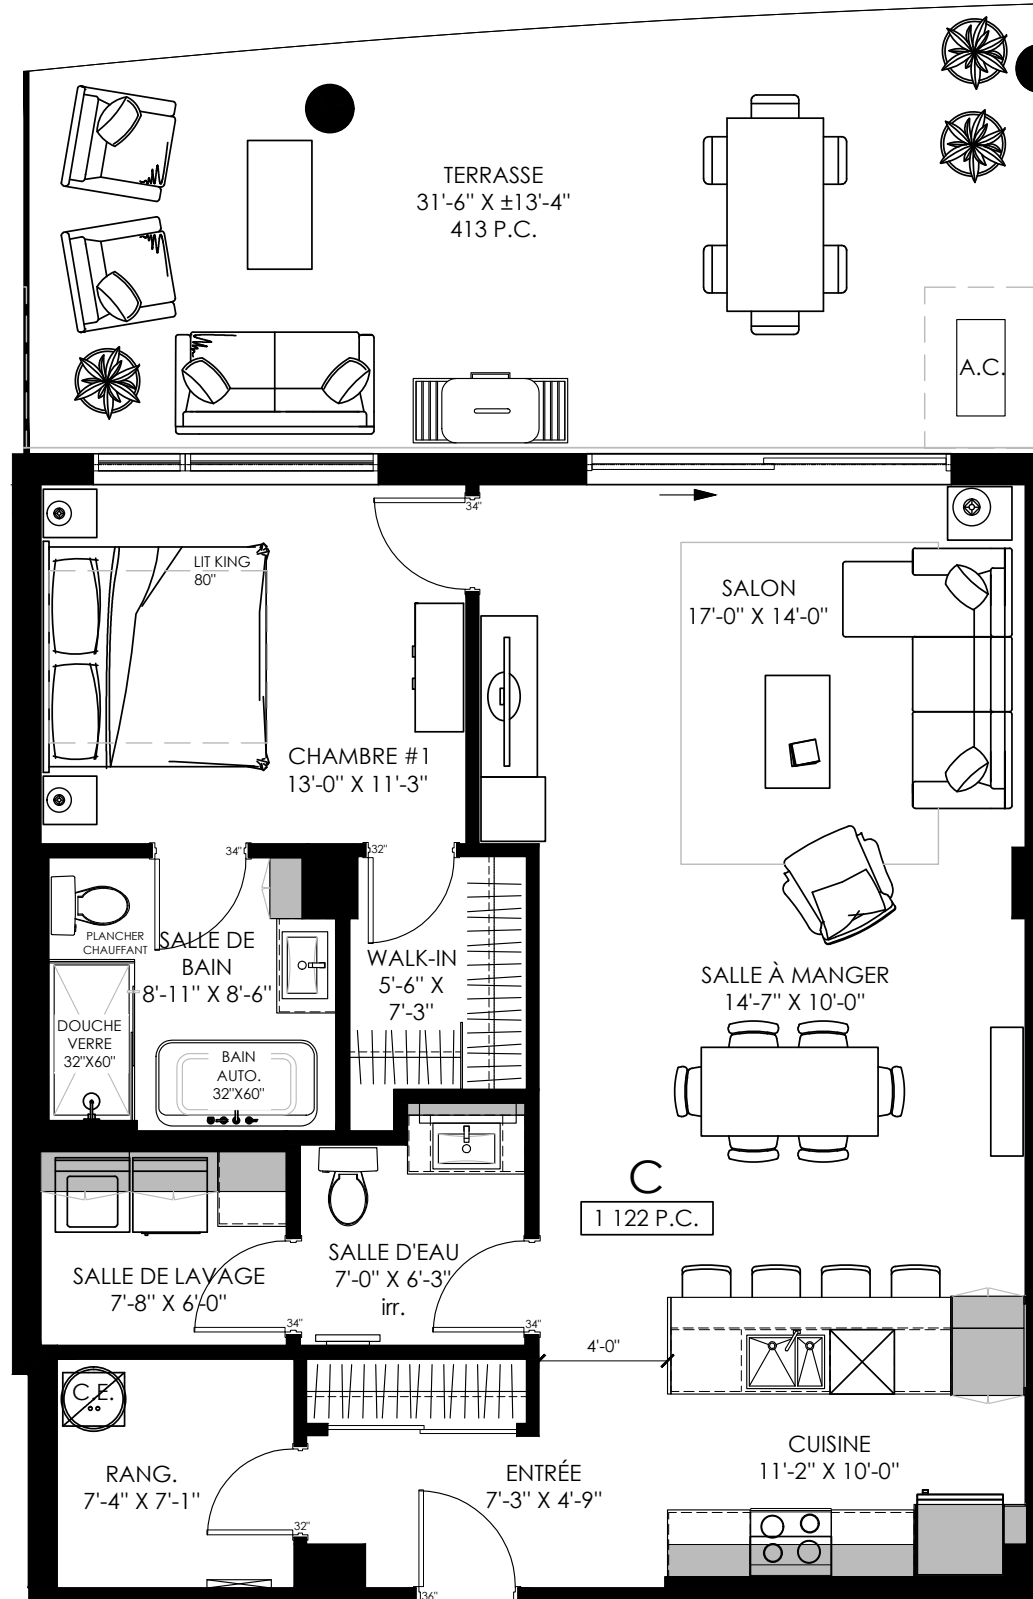 TERRASSE
31'-6" X ±13'-4"
413 P.C.
A.C.
34"
LIT KING
80"
SALON
17'-0" X 14'-0"
CHAMBRE #1
13'-0" X 11'-3"
34"
32"
PLANCHER
CHAUFFANT
SALLE DE
BAIN
8'-11" X 8'-6"
WALK-IN
5'-6" X
7'-3"
SALLE À MANGER
14'-7" X 10'-0"
DOUCHE
VERRE
32"X60"
BAIN
AUTO.
32"X60"
C
1 122 P.C.
SALLE D'EAU
7'-0" X 6'-3"
irr.
SALLE DE LAVAGE
7'-8" X 6'-0"
34"
34"
4'-0"
C.E.
CUISINE
11'-2" X 10'-0"
RANG.
7'-4" X 7'-1"
ENTRÉE
7'-3" X 4'-9"
32"
36"